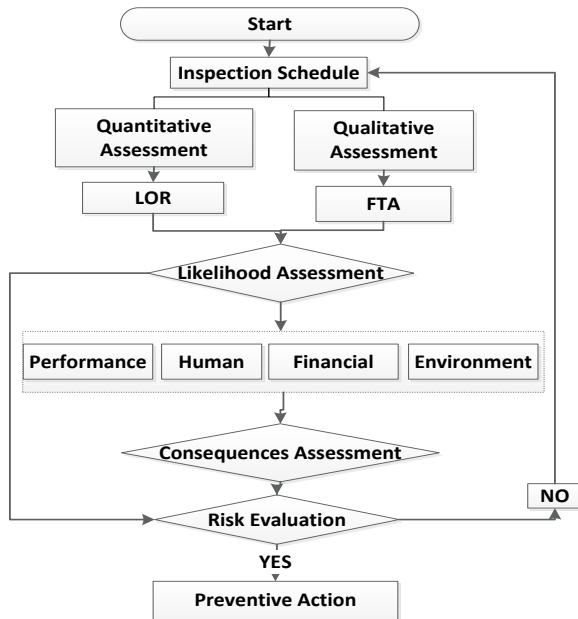 Start
Inspection Schedule
Quantitative
Assessment
Qualitative
Assessment
LOR
FTA
Likelihood Assessment
Performance
Human
Financial
Environment
Consequences Assessment
NO
Risk Evaluation
YES
Preventive Action